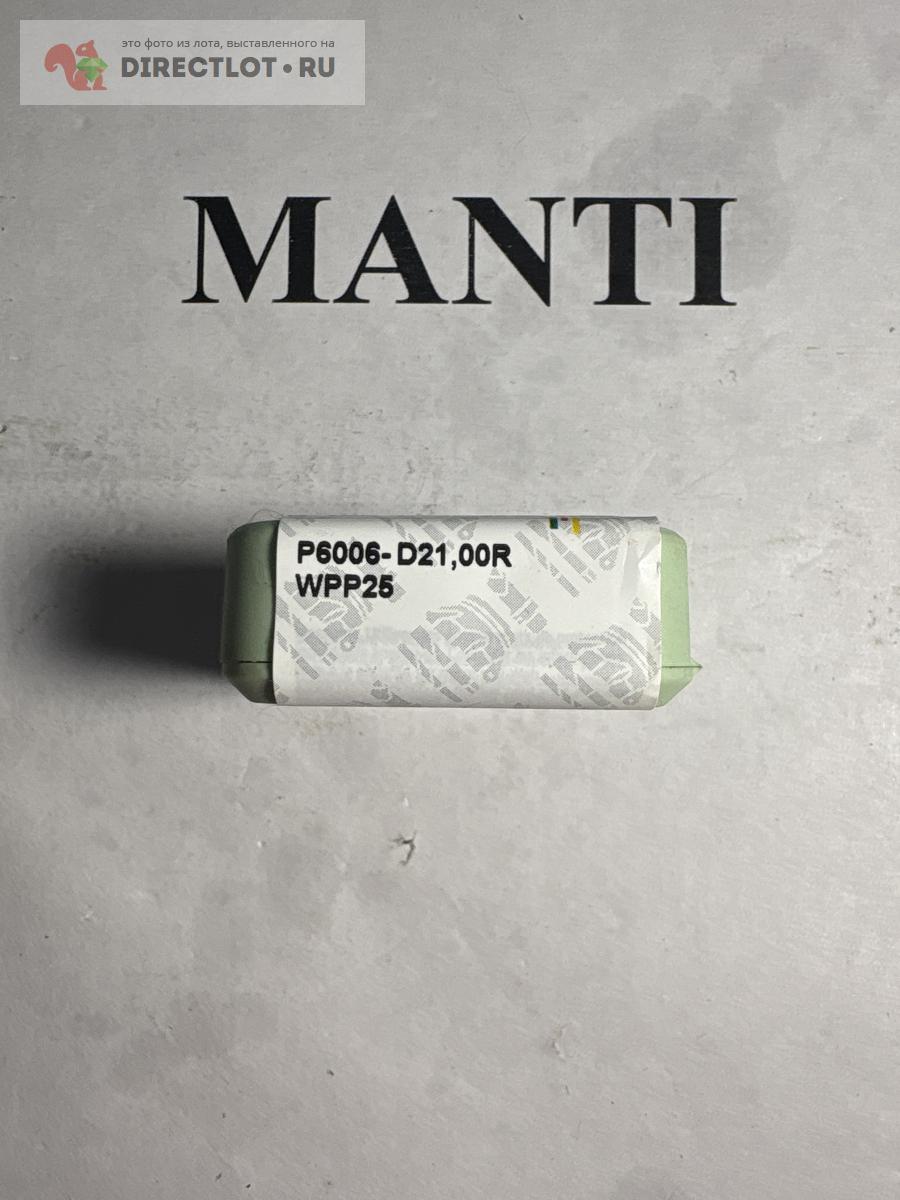 это фото из лота, выставленного на
DIRECTLOT•RU
MANTI
P6006- D21,00R
WPP25